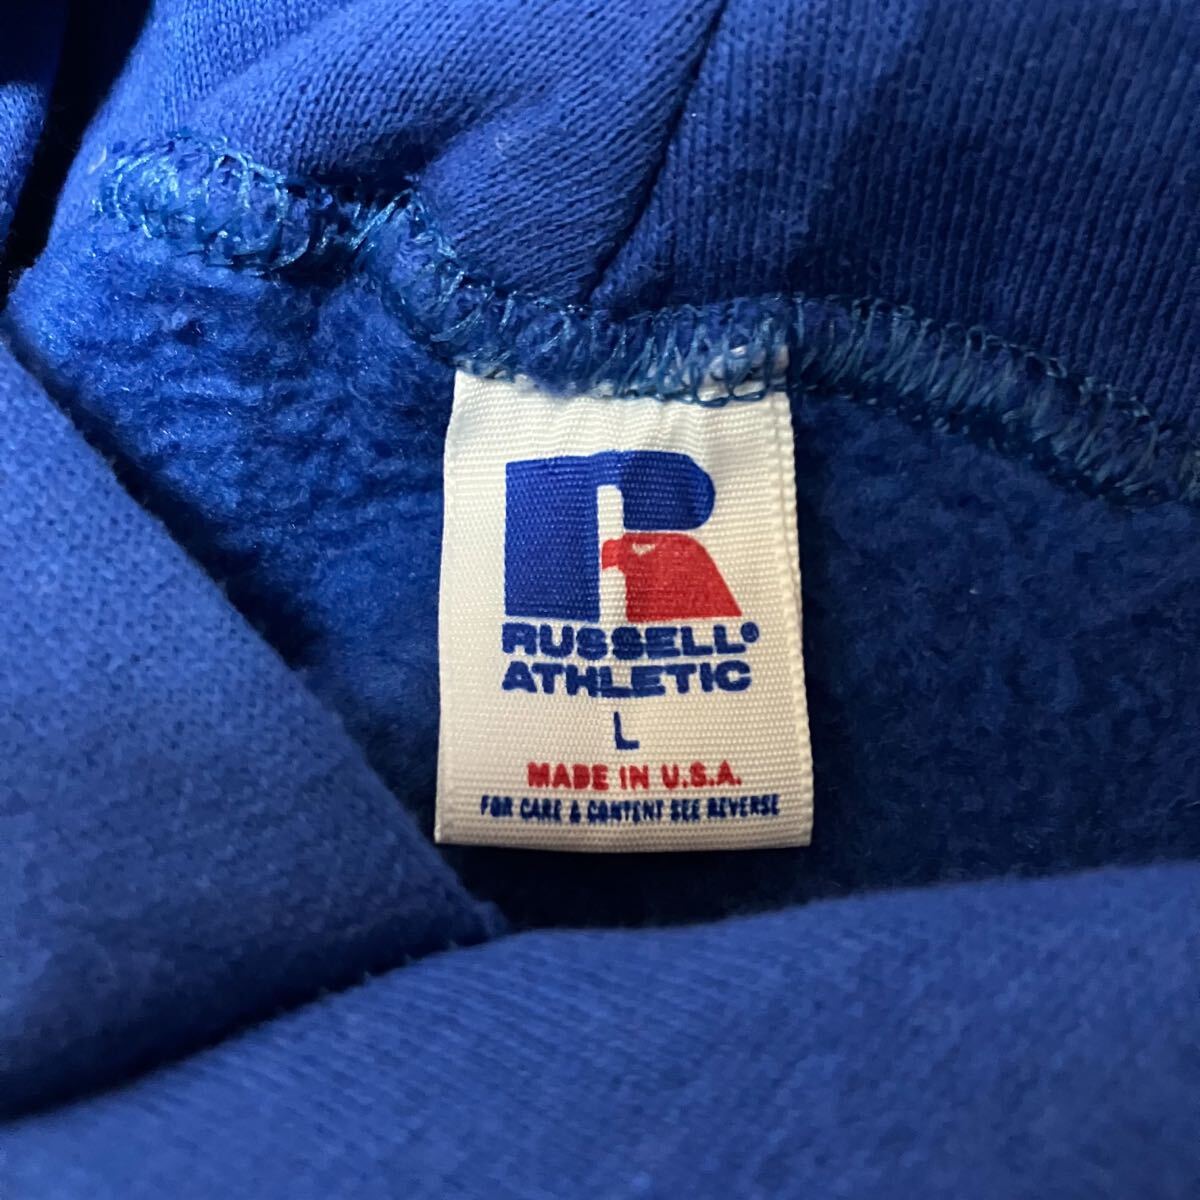 R
RUSSELL®
ATHLETIC
L
MADE IN U.S.A.
FOR CARE & CONTENT SEE REVERSE